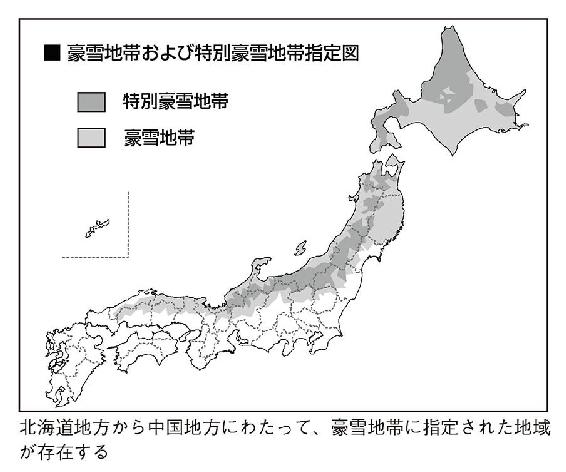 ■ 豪雪地帯および特別豪雪地帯指定図
特別豪雪地帯
豪雪地帯
北海道地方から中国地方にわたって、豪雪地帯に指定された地域
が存在する